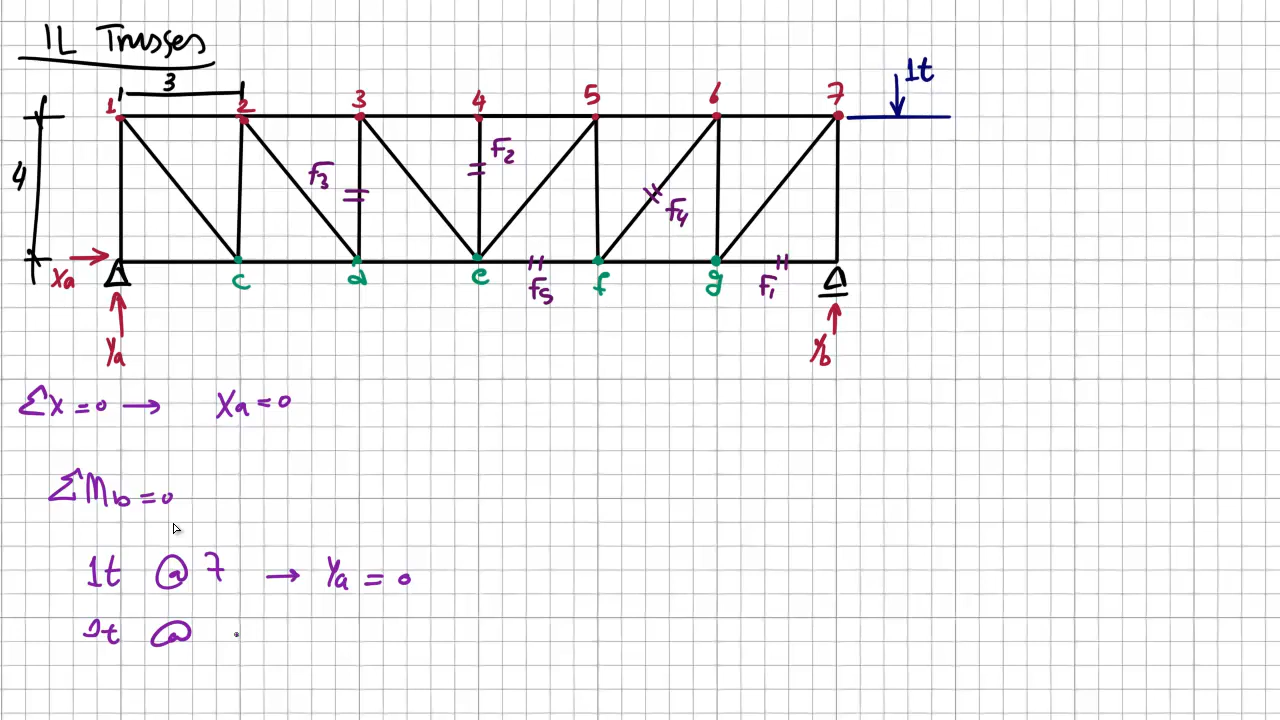 IL Trusses
3
1t
1 2 3 4 5 6 7
4
F₃ F₂ F₄
Xa c d e F₅ f g F₁
Ya Yb
ΣX = 0 → Xa = 0
ΣMb = 0
1t @ 7 → Ya = 0
1t @